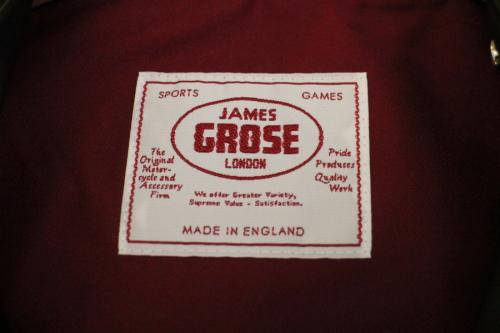 SPORTS GAMES
JAMES
GROSE
LONDON
The
Original
Motor-
cycle and
Accessory
Firm
Pride
Produces
Quality
Work
We offer Greater Variety,
Supreme Value - Satisfaction.
MADE IN ENGLAND